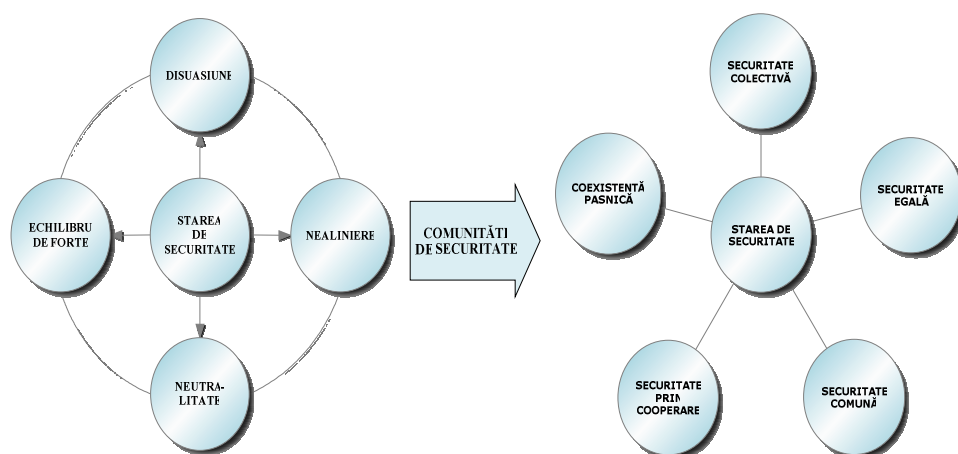 DISUASIUNE
ECHILIBRU
DE FORTE
STAREA
DE
SECURITATE
NEALINIERE
NEUTRA-
LITATE
COMUNITĂTI
DE SECURITATE
SECURITATE
COLECTIVĂ
COEXISTENTĂ
PASNICĂ
STAREA DE
SECURITATE
SECURITATE
EGALĂ
SECURITATE
PRIN
COOPERARE
SECURITATE
COMUNĂ